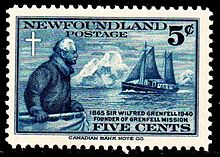 NEWFOUNDLAND
POSTAGE 5¢
1865 SIR WILFRED GRENFELL 1940
FOUNDER OF GRENFELL MISSION
FIVE CENTS
CANADIAN BANK NOTE CO